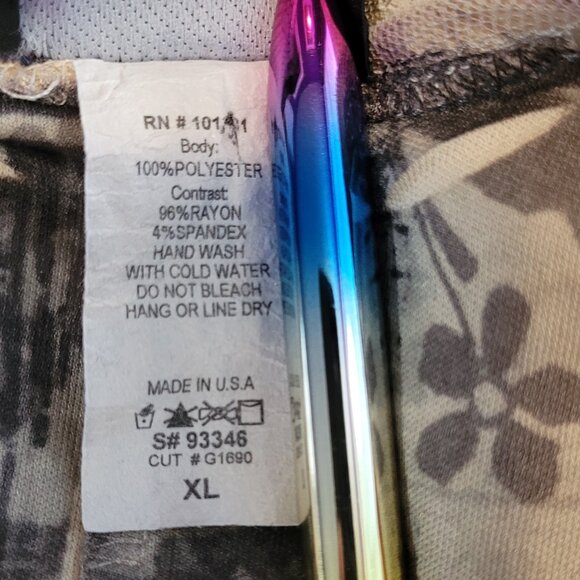 RN #
Body:
100%POLYESTER
Contrast:
96%RAYON
4%SPANDEX
HAND WASH
WITH COLD WATER
DO NOT BLEACH
HANG OR LINE DRY
MADE IN U.S.A
S# 93346
CUT # G1690
XL